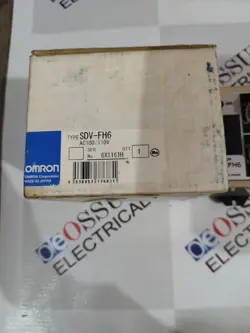 TYPE SDV-FH6
AC100/110V
QTY
No. 6X1161H
1
OMRON
OMRON Corporation
MADE IN JAPAN
FH6
OSSU
ELECTRICAL
OSSU
ELECTRICAL